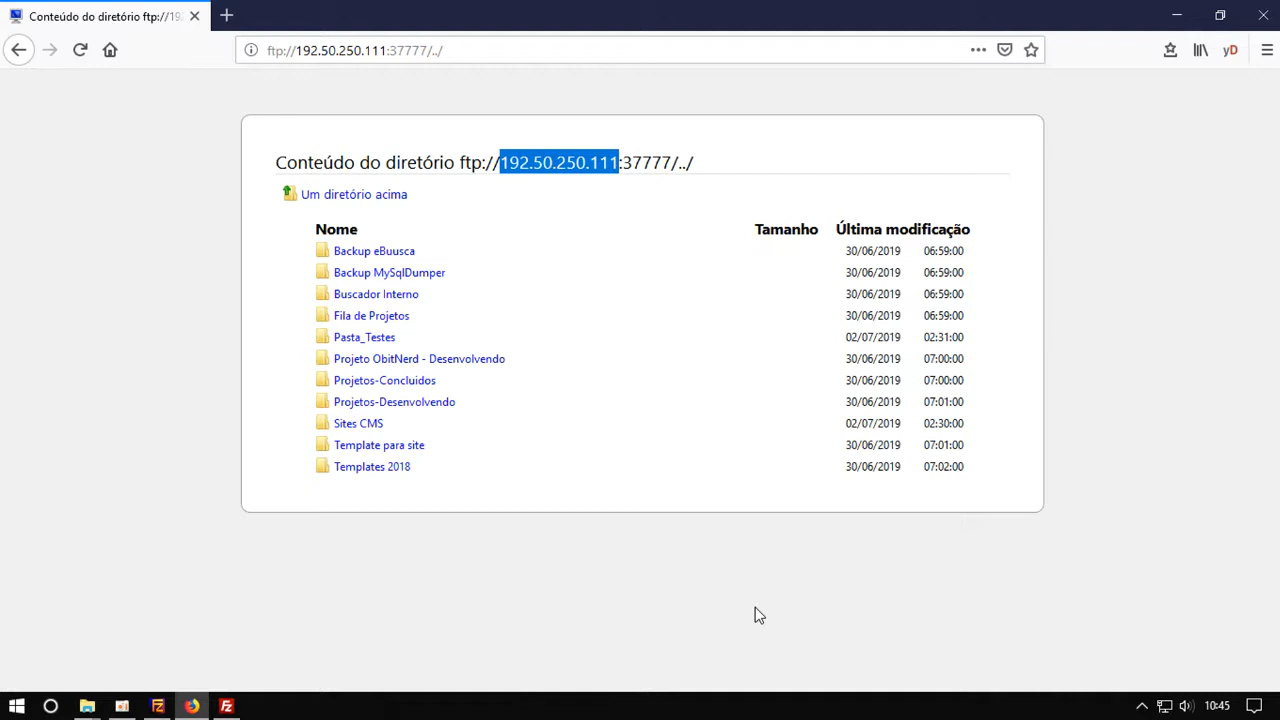 Conteúdo do diretório ftp://19
ftp://192.50.250.111:37777/../
yD
Conteúdo do diretório ftp://192.50.250.111:37777/../
Um diretório acima
Nome Tamanho Última modificação
Backup eBuusca 30/06/2019 06:59:00
Backup MySqlDumper 30/06/2019 06:59:00
Buscador Interno 30/06/2019 06:59:00
Fila de Projetos 30/06/2019 06:59:00
Pasta_Testes 02/07/2019 02:31:00
Projeto ObitNerd - Desenvolvendo 30/06/2019 07:00:00
Projetos-Concluidos 30/06/2019 07:00:00
Projetos-Desenvolvendo 30/06/2019 07:01:00
Sites CMS 02/07/2019 02:30:00
Template para site 30/06/2019 07:01:00
Templates 2018 30/06/2019 07:02:00
10:45